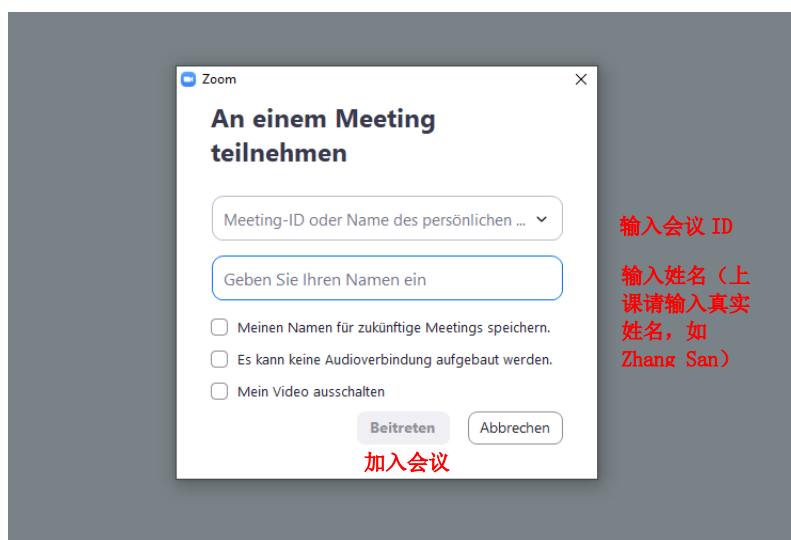 Zoom
An einem Meeting
teilnehmen
Meeting-ID oder Name des persönlichen ...
输入会议 ID
Geben Sie Ihren Namen ein
输入姓名（上
课请输入真实
姓名，如
Zhang San）
Meinen Namen für zukünftige Meetings speichern.
Es kann keine Audioverbindung aufgebaut werden.
Mein Video ausschalten
Beitreten
Abbrechen
加入会议